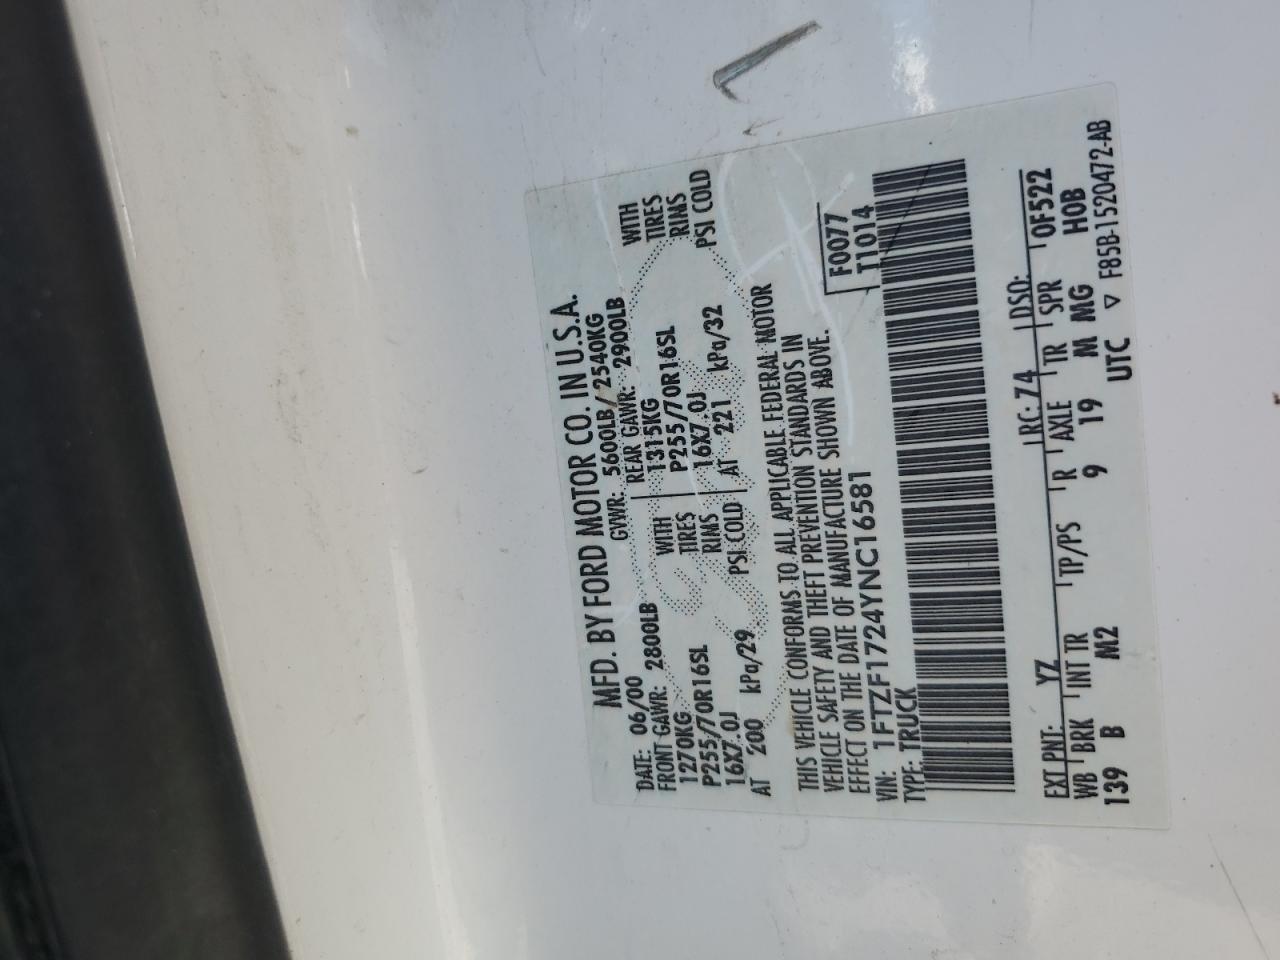 MFD. BY FORD MOTOR CO. IN U.S.A.
DATE: 06/00 GVWR: 5600LB/2540KG
FRONT GAWR: 2800LB REAR GAWR: 2900LB
1270KG WITH 1315KG WITH
P255/70R16SL TIRES P255/70R16SL TIRES
16X7.0J RIMS 16X7.0J RIMS
AT 200 kPa/29 PSI COLD AT 221 kPa/32 PSI COLD
THIS VEHICLE CONFORMS TO ALL APPLICABLE FEDERAL MOTOR
VEHICLE SAFETY AND THEFT PREVENTION STANDARDS IN
EFFECT ON THE DATE OF MANUFACTURE SHOWN ABOVE.
VIN: 1FTZF1724YNC16581 F0077
TYPE: TRUCK T1014
EXT PNT: YZ RC: 74 DSO: 0F522
WB BRK INT TR TP/PS R AXLE TR SPR
139 B M2 9 19 M MG HOB
UTC ▽ F85B-1520472-AB